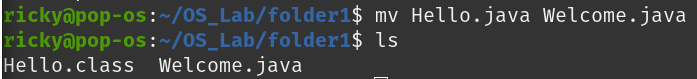 ricky@pop-os:~/OS_Lab/folder1$ mv Hello.java Welcome.java
ricky@pop-os:~/OS_Lab/folder1$ ls
Hello.class  Welcome.java